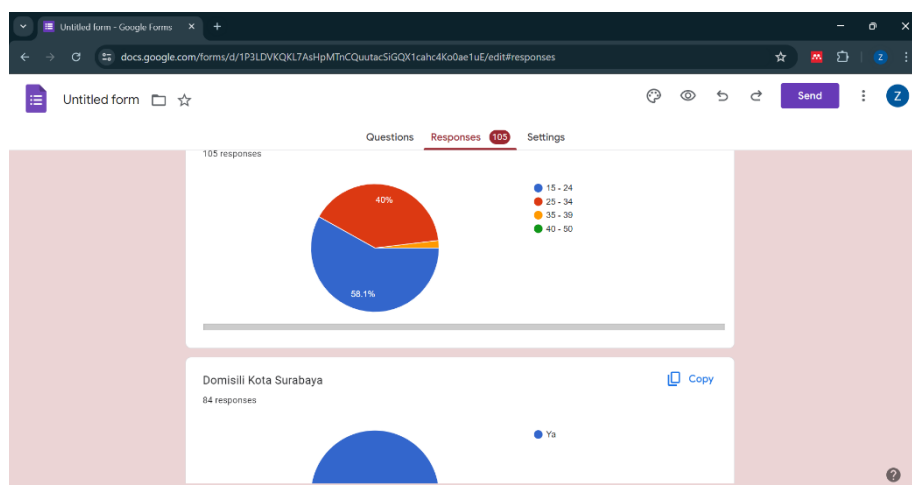 Untitled form - Google Forms
docs.google.com/forms/d/1P3LDVKQKL7AsHpMTnCQuutacSiGQX1cahc4Ko0ae1uE/edit#responses
Z
Untitled form
Send
Z
Questions Responses 105 Settings
105 responses
40%
58.1%
15 - 24
25 - 34
35 - 39
40 - 50
Domisili Kota Surabaya
Copy
84 responses
Ya